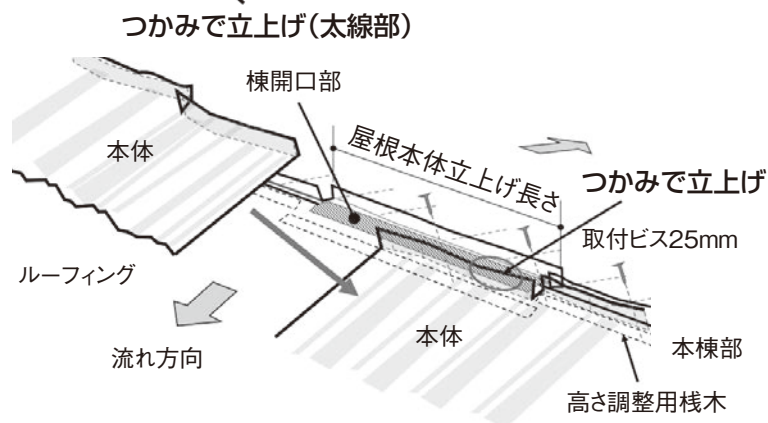 つかみで立上げ（太線部）
棟開口部
本体
屋根本体立上げ長さ
つかみで立上げ
取付ビス25mm
ルーフィング
流れ方向
本体
本棟部
高さ調整用桟木